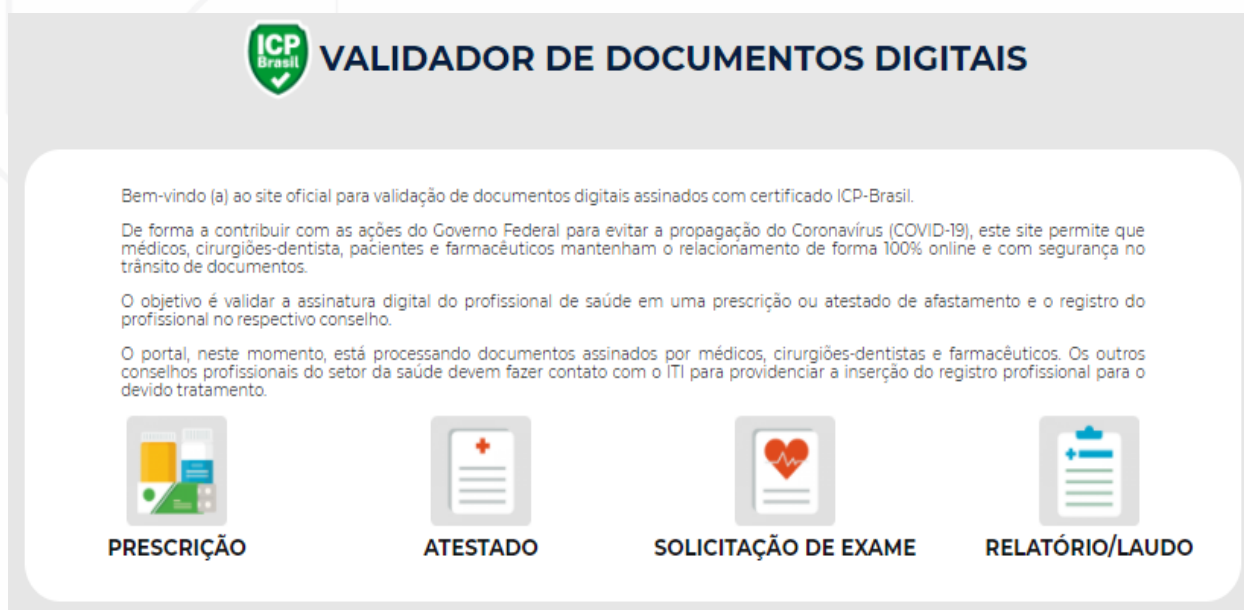 ICP
Brasil
VALIDADOR DE DOCUMENTOS DIGITAIS
Bem-vindo (a) ao site oficial para validação de documentos digitais assinados com certificado ICP-Brasil.
De forma a contribuir com as ações do Governo Federal para evitar a propagação do Coronavírus (COVID-19), este site permite que
médicos, cirurgiões-dentista, pacientes e farmacêuticos mantenham o relacionamento de forma 100% online e com segurança no
trânsito de documentos.
O objetivo é validar a assinatura digital do profissional de saúde em uma prescrição ou atestado de afastamento e o registro do
profissional no respectivo conselho.
O portal, neste momento, está processando documentos assinados por médicos, cirurgiões-dentistas e farmacêuticos. Os outros
conselhos profissionais do setor da saúde devem fazer contato com o ITI para providenciar a inserção do registro profissional para o
devido tratamento.
PRESCRIÇÃO
ATESTADO
SOLICITAÇÃO DE EXAME
RELATÓRIO/LAUDO